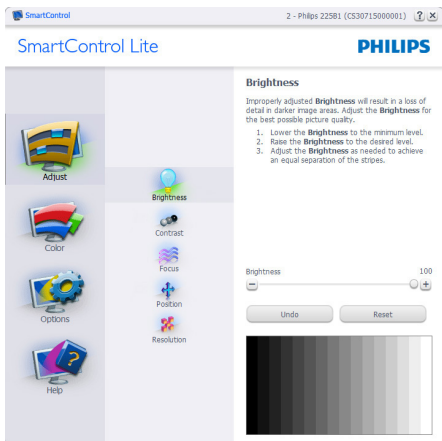 SmartControl
2 - Philips 225B1 (CS30715000001)
SmartControl Lite
PHILIPS
Adjust
Color
Options
Help
Brightness
Contrast
Focus
Position
Resolution
Brightness
Improperly adjusted Brightness will result in a loss of
detail in darker image areas. Adjust the Brightness for
the best possible picture quality.
1. Lower the Brightness to the minimum level.
2. Raise the Brightness to the desired level.
3. Adjust the Brightness as needed to achieve
an equal separation of the stripes.
Brightness 100
Undo Reset